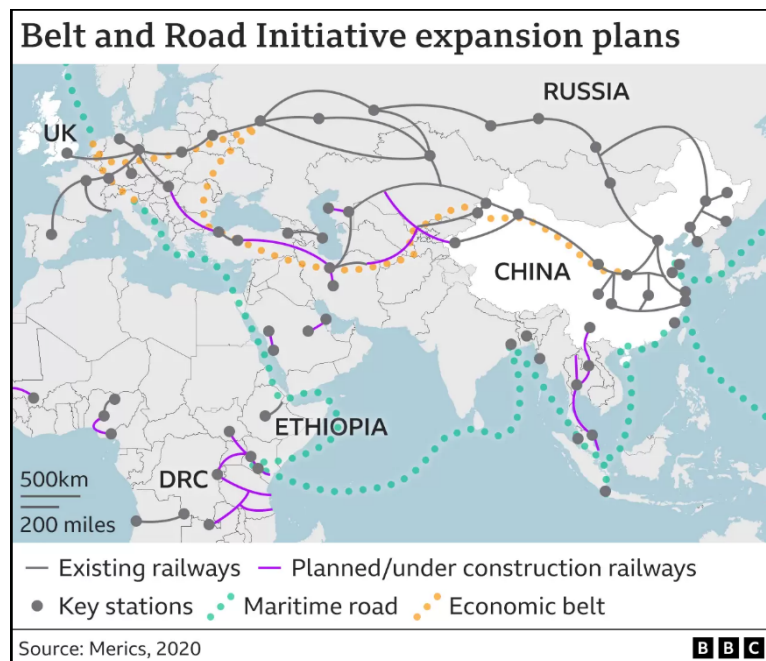 Belt and Road Initiative expansion plans
RUSSIA
UK
CHINA
ETHIOPIA
DRC
500km
200 miles
Existing railways
Planned/under construction railways
Key stations
Maritime road
Economic belt
Source: Merics, 2020
BBC